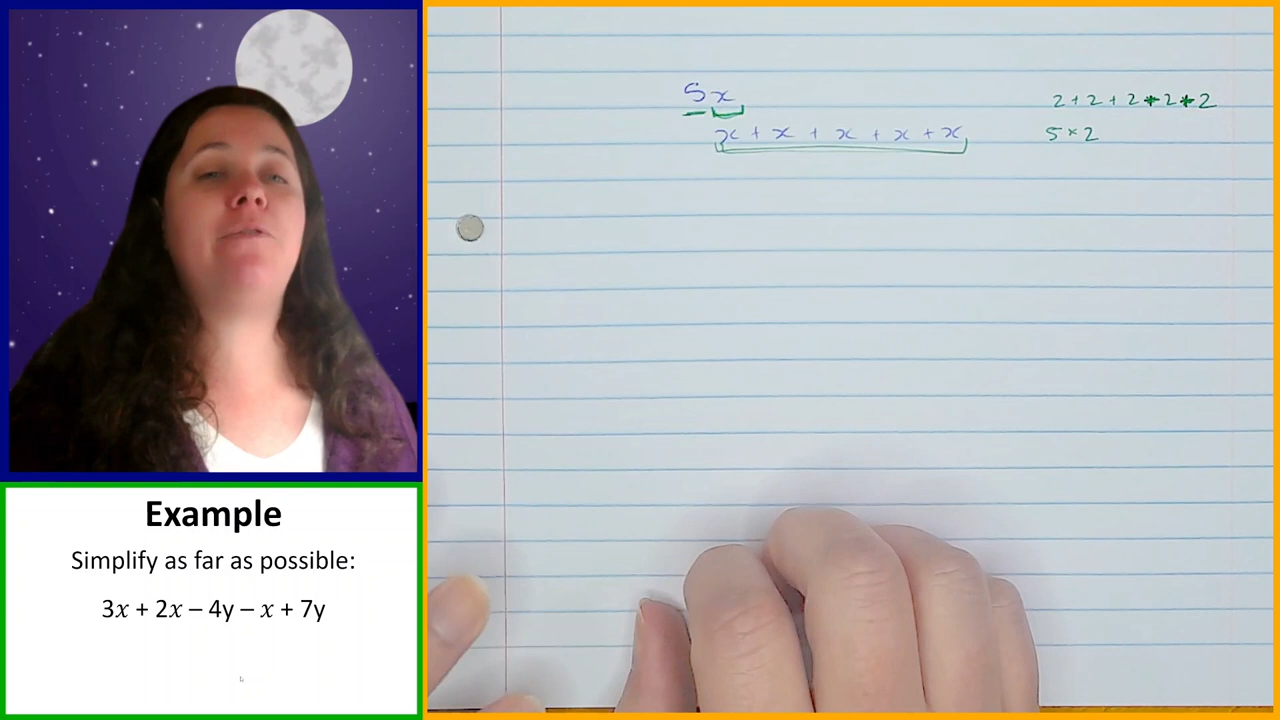 5x
x + x + x + x + x
2 + 2 + 2 + 2 + 2
5 × 2
Example
Simplify as far as possible:
3x + 2x – 4y – x + 7y